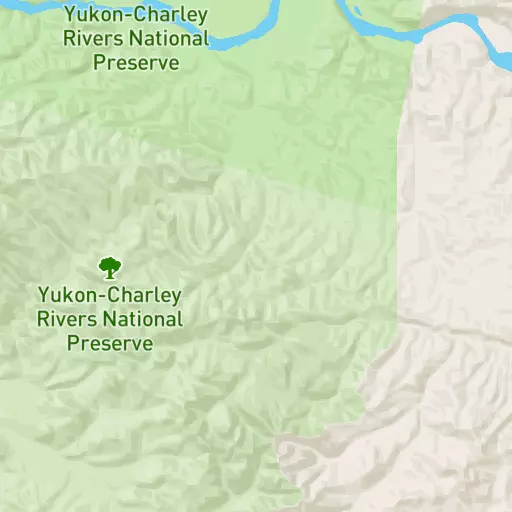 Yukon-Charley
Rivers National
Preserve
Yukon-Charley
Rivers National
Preserve